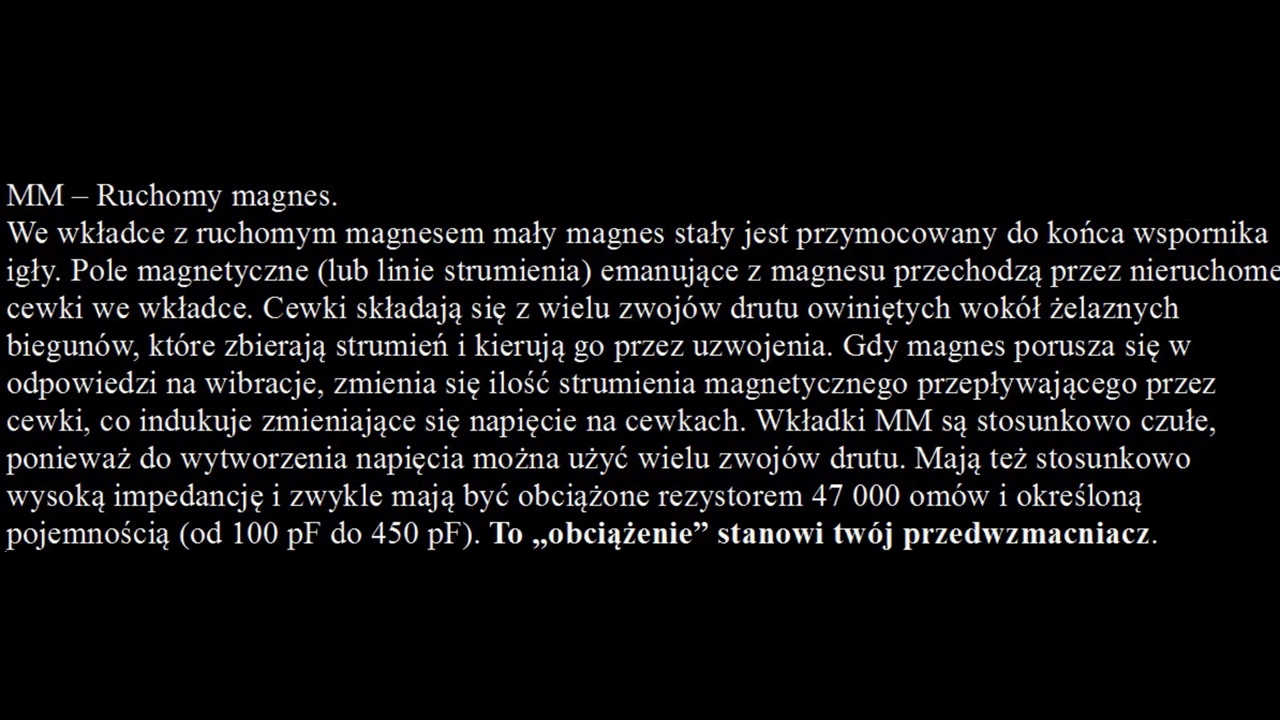 MM – Ruchomy magnes.
We wkładce z ruchomym magnesem mały magnes stały jest przymocowany do końca wspornika
igły. Pole magnetyczne (lub linie strumienia) emanujące z magnesu przechodzą przez nieruchome
cewki we wkładce. Cewki składają się z wielu zwojów drutu owiniętych wokół żelaznych
biegunów, które zbierają strumień i kierują go przez uzwojenia. Gdy magnes porusza się w
odpowiedzi na wibracje, zmienia się ilość strumienia magnetycznego przepływającego przez
cewki, co indukuje zmieniające się napięcie na cewkach. Wkładki MM są stosunkowo czułe,
ponieważ do wytworzenia napięcia można użyć wielu zwojów drutu. Mają też stosunkowo
wysoką impedancję i zwykle mają być obciążone rezystorem 47 000 omów i określoną
pojemnością (od 100 pF do 450 pF). To „obciążenie” stanowi twój przedwzmacniacz.